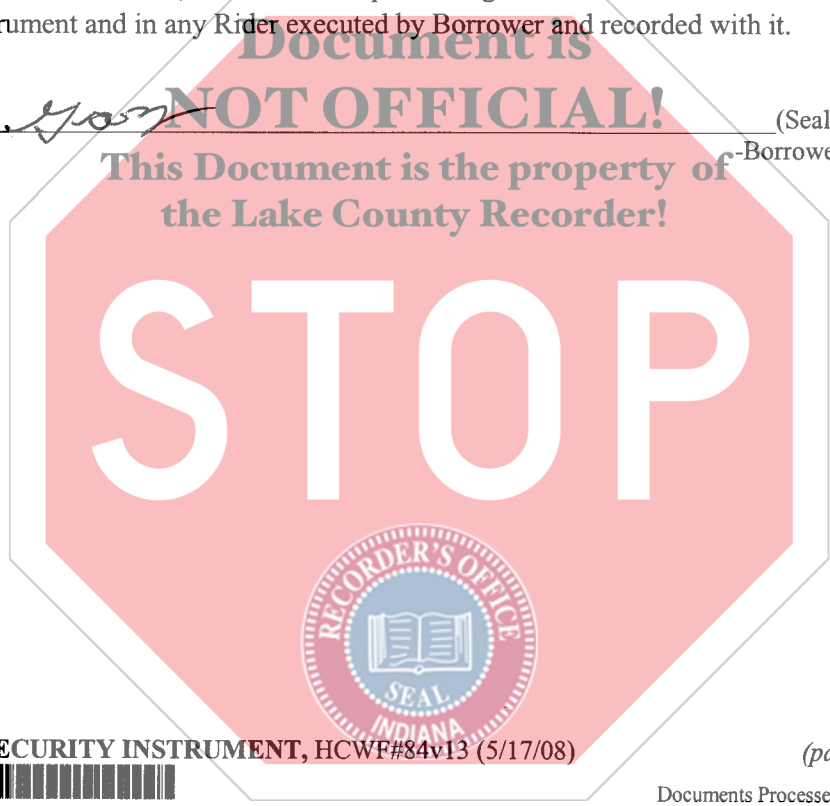 rument and in any Rider executed by Borrower and recorded with it.
Document is
NOT OFFICIAL!
(Seal
-Borrowe
This Document is the property of
the Lake County Recorder!
STOP
RECORDER'S OFFICE
SEAL
INDIANA
ECURITY INSTRUMENT, HCWF#84v13 (5/17/08)
(pa
Documents Processe